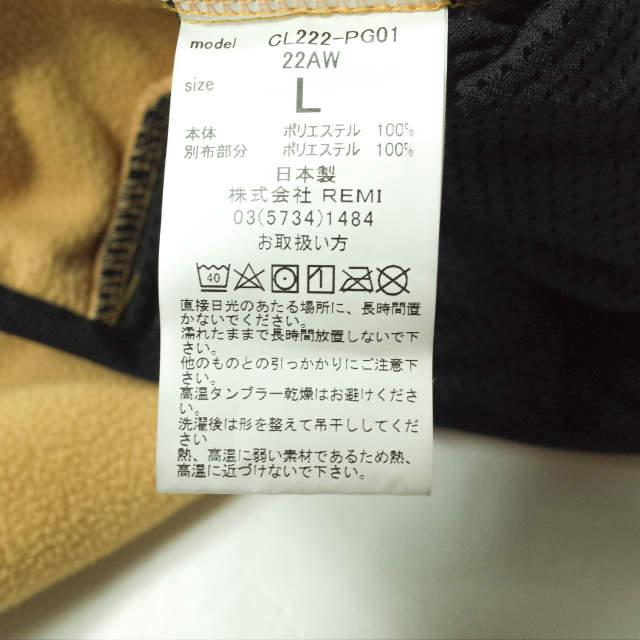 model CL222-PG01
22AW
size
L
本体 ポリエステル 100%
別布部分 ポリエステル 100%
日本製
株式会社 REMI
03(5734)1484
お取扱い方
40
直接日光のあたる場所に、長時間置
かないでください。
濡れたままで長時間放置しないで下
さい。
他のものとの引っかかりにご注意下
さい。
高温タンブラー乾燥はお避けくださ
い。
洗濯後は形を整えて吊干ししてくだ
さい
熱、高温に弱い素材であるため熱、
高温に近づけないで下さい。